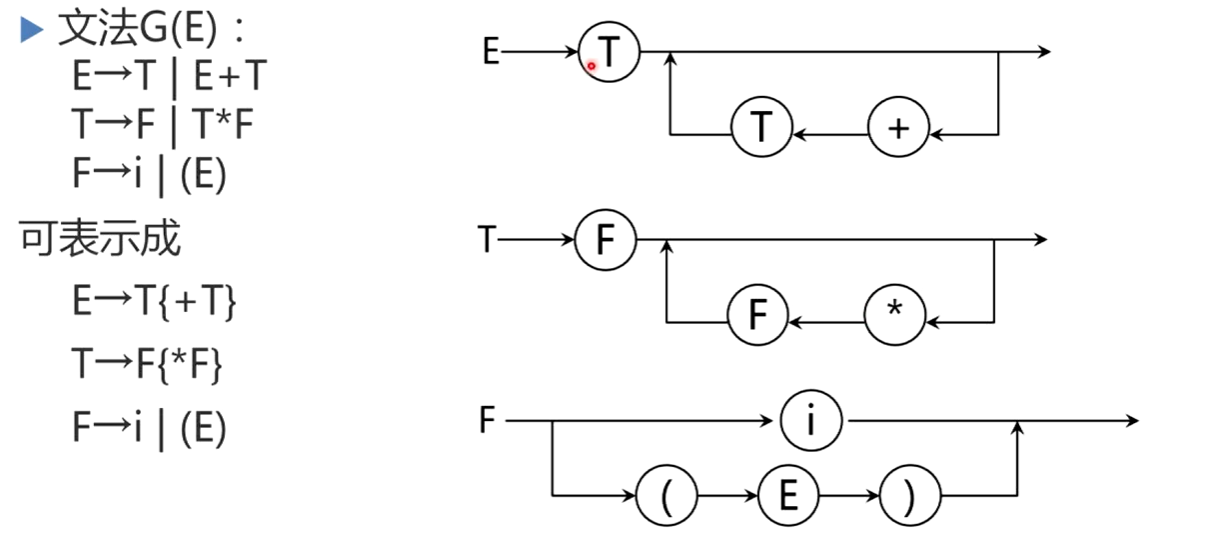 文法G(E)：
E→T | E+T
T→F | T*F
F→i | (E)
可表示成
E→T{+T}
T→F{*F}
F→i | (E)
E T
T +
T F
F *
F i
( E )